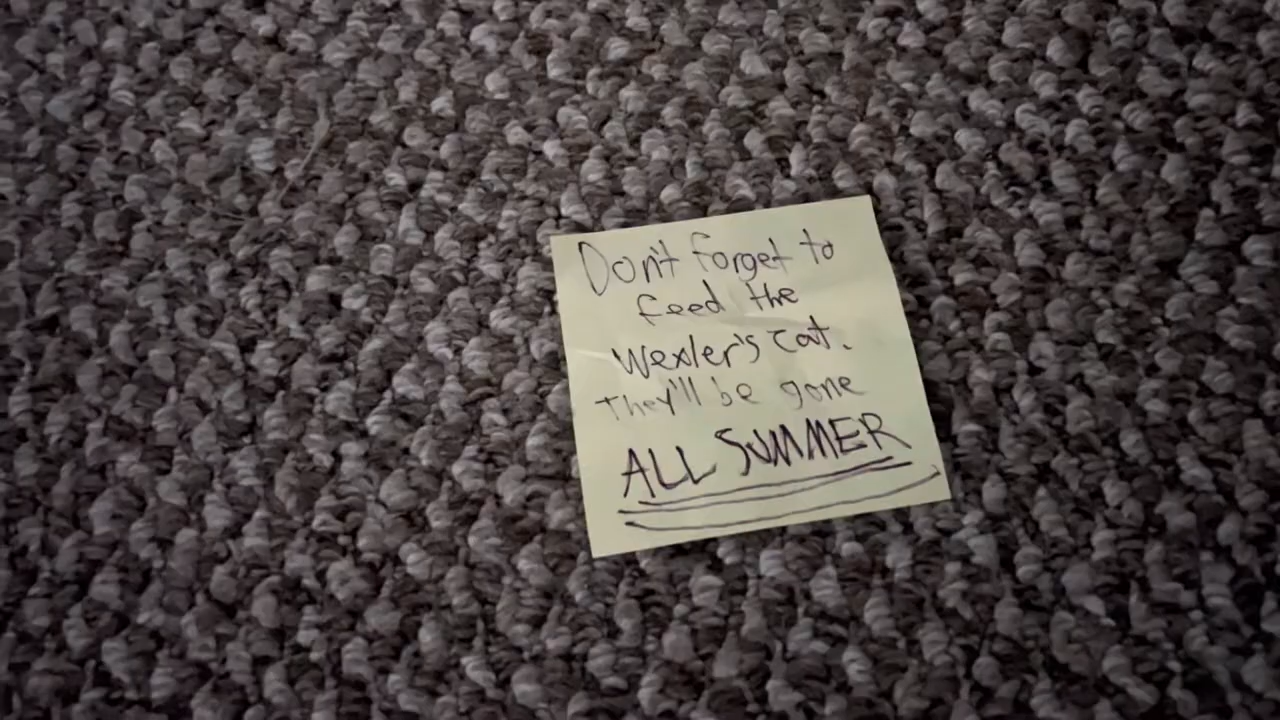 Don't forget to
feed the
Wexler's cat.
They'll be gone
ALL SUMMER